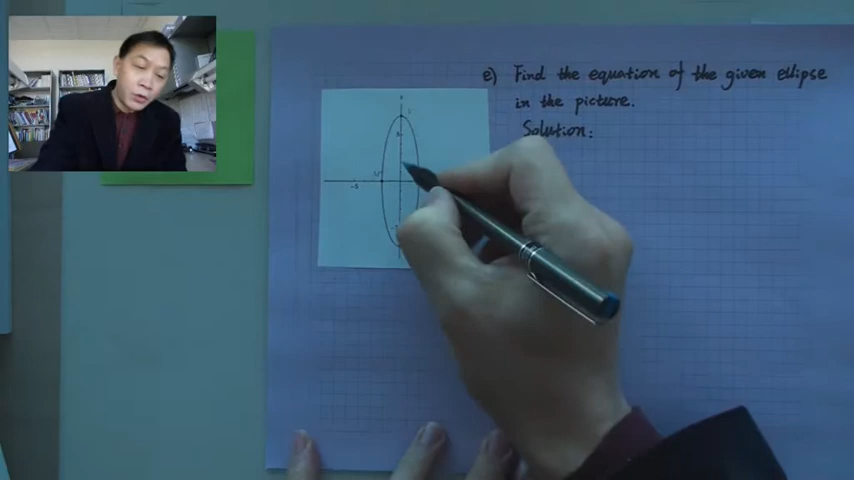 e) Find the equation of the given ellipse
in the picture.
Solution: